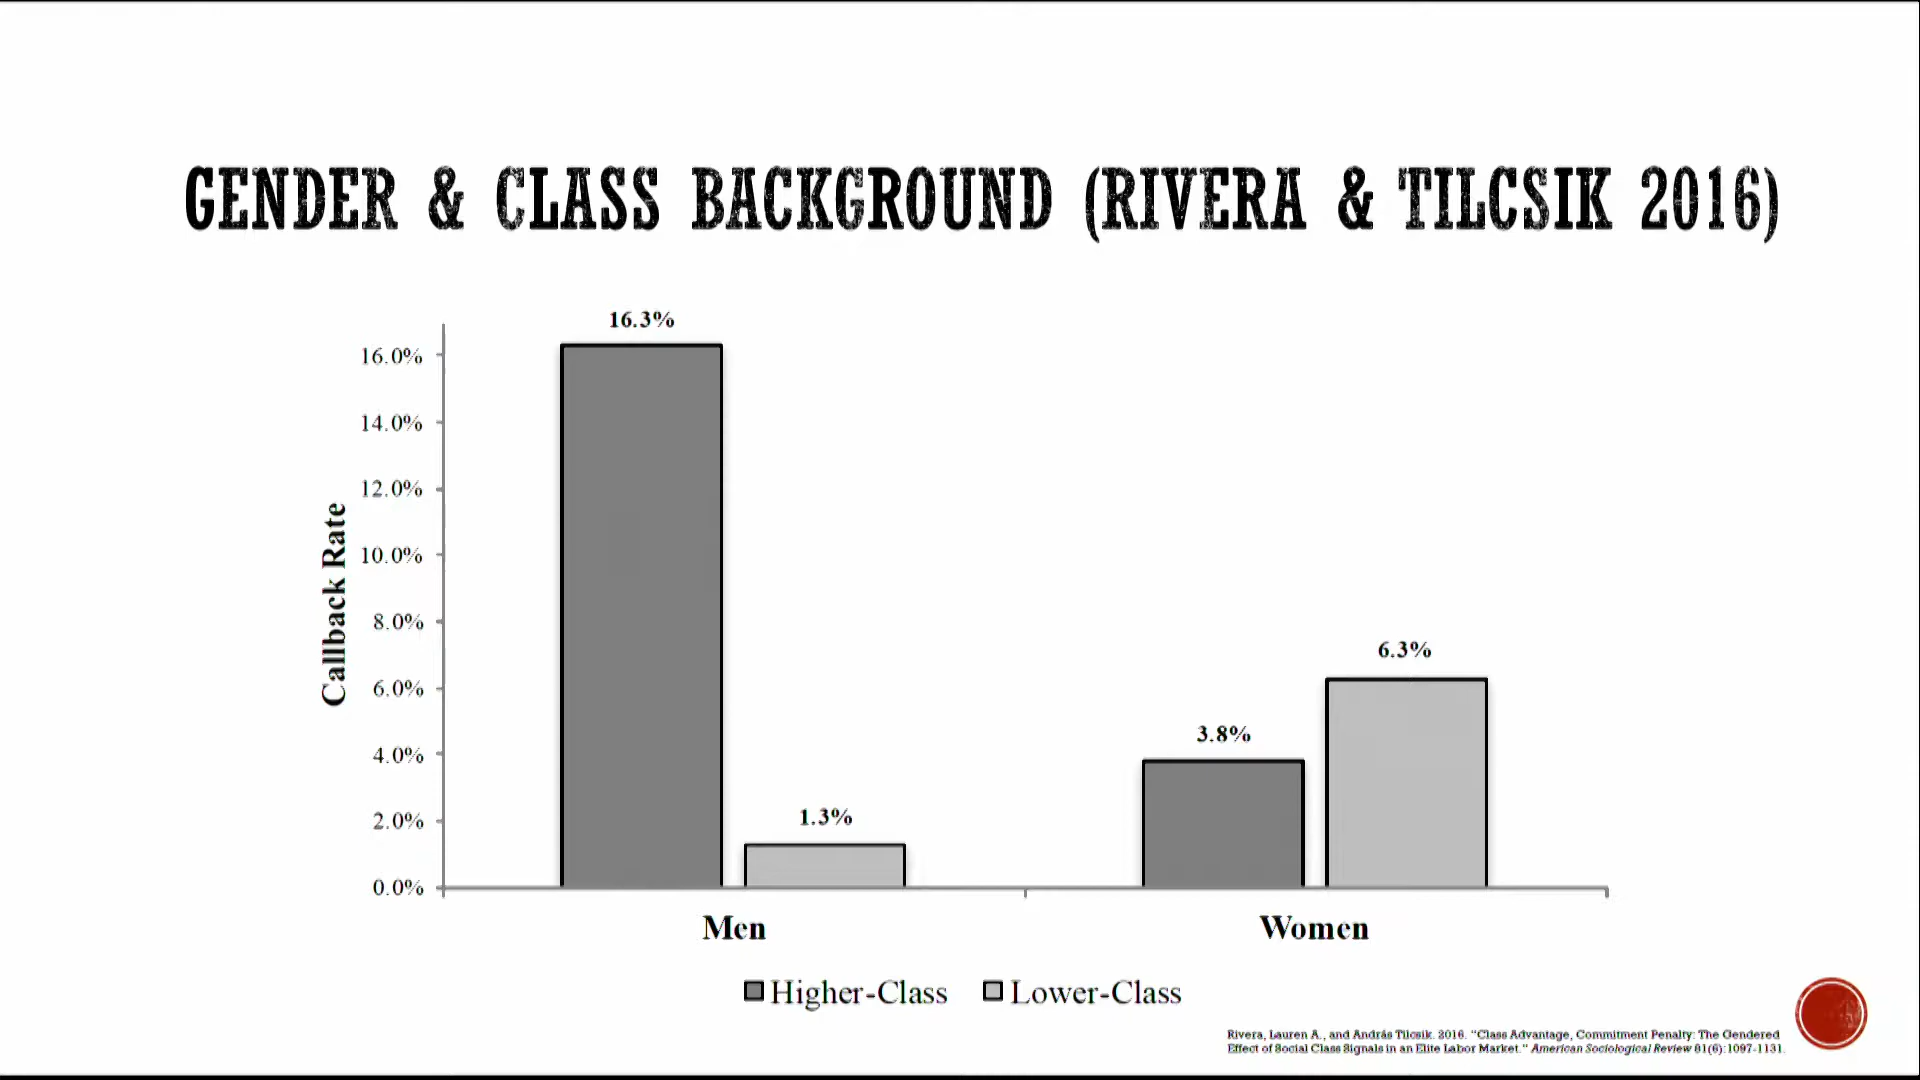 GENDER & CLASS BACKGROUND (RIVERA & TILCSIK 2016)
16.3%
16.0%
14.0%
12.0%
10.0%
8.0%
6.0%
4.0%
2.0%
0.0%
Callback Rate
1.3%
3.8%
6.3%
Men
Women
Higher-Class
Lower-Class
Rivera, Lauren A., and András Tilcsik. 2016. "Class Advantage, Commitment Penalty: The Gendered
Effect of Social Class Signals in an Elite Labor Market." American Sociological Review 81(6):1097-1131.